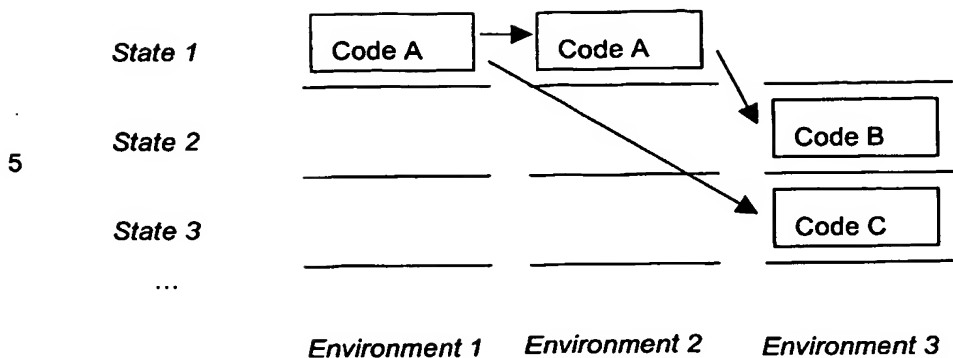 State 1 Code A Code A
5 State 2 Code B
State 3 Code C
...
Environment 1 Environment 2 Environment 3